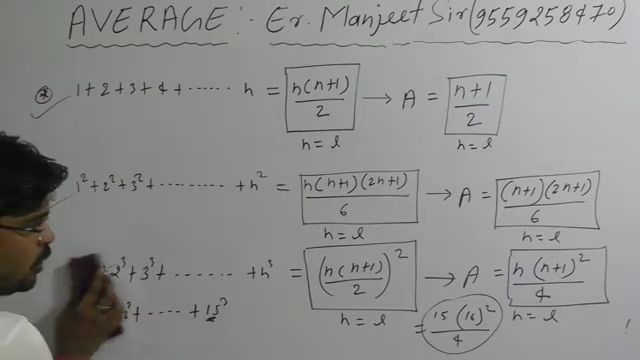 AVERAGE :- Er. Manjeet Sir (9559258470)
1+2+3+4+ ...... n = n(n+1)/2 → A = n+1/2
n = l n = l
1²+2²+3²+ ......... +n² = n(n+1)(2n+1)/6 → A = (n+1)(2n+1)/6
n = l n = l
+2³+3³+ ....... +n³ = (n(n+1)/2)² → A = n(n+1)²/4
n = l n = l
+ ..... +15³ = 15(16)²/4